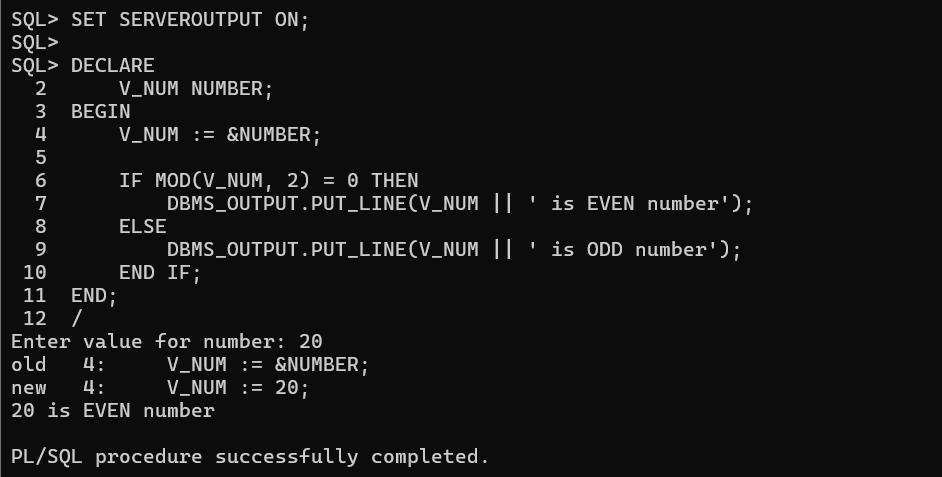 SQL> SET SERVEROUTPUT ON;
SQL>
SQL> DECLARE
  2      V_NUM NUMBER;
  3  BEGIN
  4      V_NUM := &NUMBER;
  5
  6      IF MOD(V_NUM, 2) = 0 THEN
  7          DBMS_OUTPUT.PUT_LINE(V_NUM || ' is EVEN number');
  8      ELSE
  9          DBMS_OUTPUT.PUT_LINE(V_NUM || ' is ODD number');
 10      END IF;
 11  END;
 12  /
Enter value for number: 20
old   4:     V_NUM := &NUMBER;
new   4:     V_NUM := 20;
20 is EVEN number

PL/SQL procedure successfully completed.